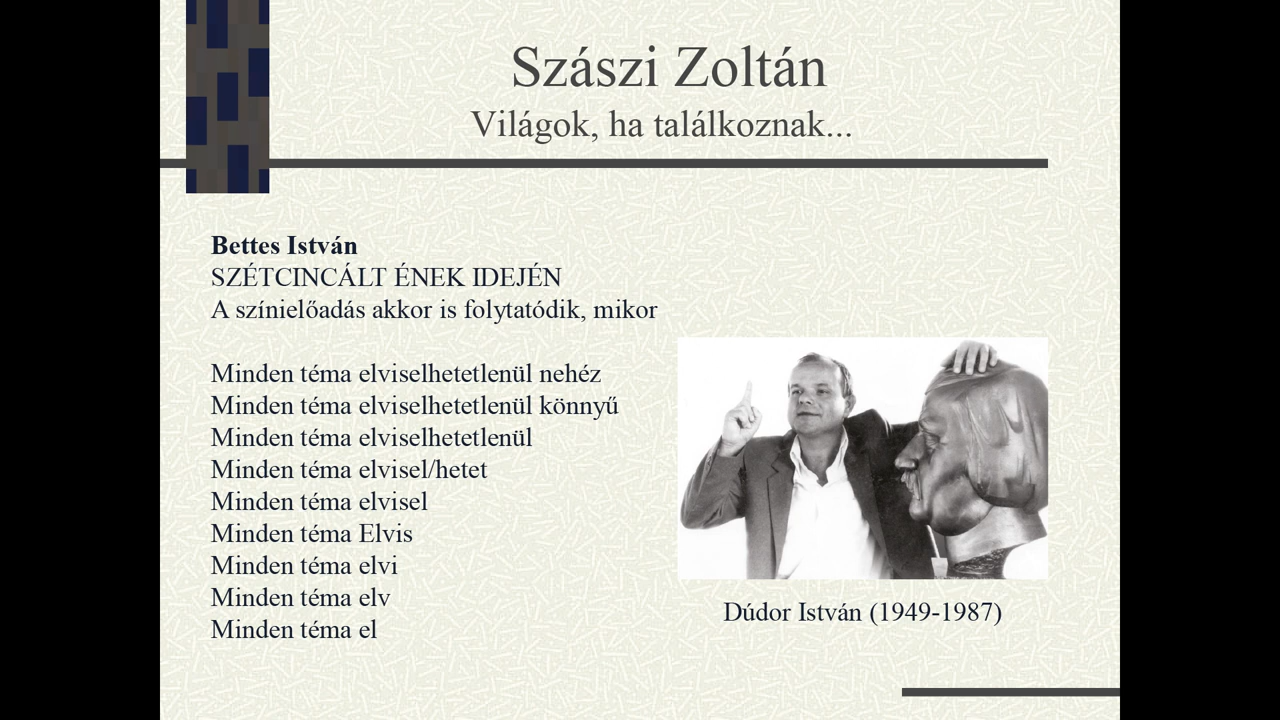 Szászi Zoltán
Világok, ha találkoznak...
Bettes István
SZÉTCINCÁLT ÉNEK IDEJÉN
A színielőadás akkor is folytatódik, mikor
Minden téma elviselhetetlenül nehéz
Minden téma elviselhetetlenül könnyű
Minden téma elviselhetetlenül
Minden téma elvisel/hetet
Minden téma elvisel
Minden téma Elvis
Minden téma elvi
Minden téma elv
Minden téma el
Dúdor István (1949-1987)